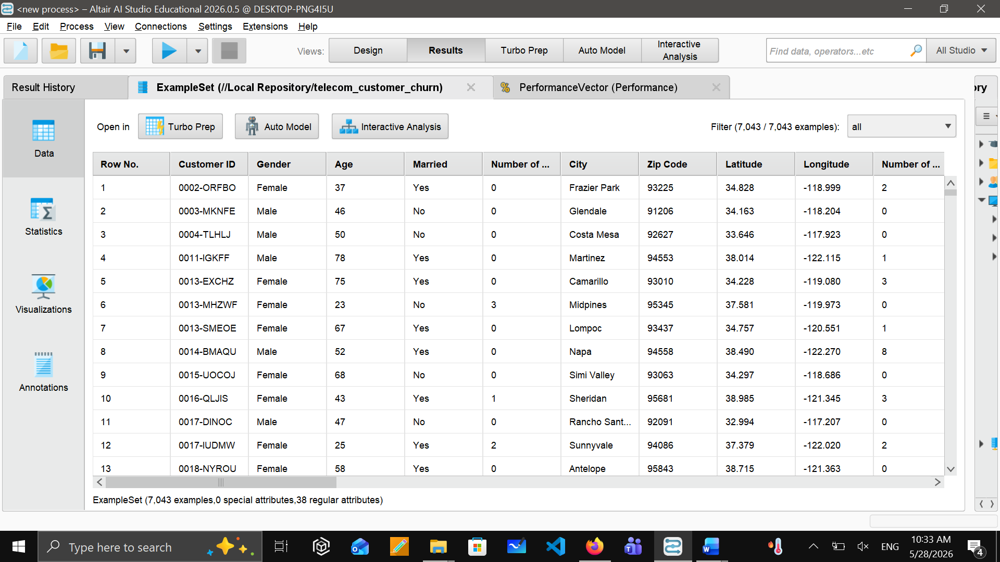 <new process> – Altair AI Studio Educational 2026.0.5 @ DESKTOP-PNG4I5U
File Edit Process View Connections Settings Extensions Help
Views: Design Results Turbo Prep Auto Model Interactive Analysis Find data, operators...etc All Studio
Result History ExampleSet (//Local Repository/telecom_customer_churn) PerformanceVector (Performance) ory
Open in Turbo Prep Auto Model Interactive Analysis Filter (7,043 / 7,043 examples): all
Data
Statistics
Visualizations
Annotations
Row No. Customer ID Gender Age Married Number of ... City Zip Code Latitude Longitude Number of ...
1 0002-ORFBO Female 37 Yes 0 Frazier Park 93225 34.828 -118.999 2
2 0003-MKNFE Male 46 No 0 Glendale 91206 34.163 -118.204 0
3 0004-TLHLJ Male 50 No 0 Costa Mesa 92627 33.646 -117.923 0
4 0011-IGKFF Male 78 Yes 0 Martinez 94553 38.014 -122.115 1
5 0013-EXCHZ Female 75 Yes 0 Camarillo 93010 34.228 -119.080 3
6 0013-MHZWF Female 23 No 3 Midpines 95345 37.581 -119.973 0
7 0013-SMEOE Female 67 Yes 0 Lompoc 93437 34.757 -120.551 1
8 0014-BMAQU Male 52 Yes 0 Napa 94558 38.490 -122.270 8
9 0015-UOCOJ Female 68 No 0 Simi Valley 93063 34.297 -118.686 0
10 0016-QLJIS Female 43 Yes 1 Sheridan 95681 38.985 -121.345 3
11 0017-DINOC Male 47 No 0 Rancho Sant... 92091 32.994 -117.207 0
12 0017-IUDMW Female 25 Yes 2 Sunnyvale 94086 37.379 -122.020 2
13 0018-NYROU Female 58 Yes 0 Antelope 95843 38.715 -121.363 0
ExampleSet (7,043 examples,0 special attributes,38 regular attributes)
Type here to search ENG 10:33 AM
5/28/2026 4